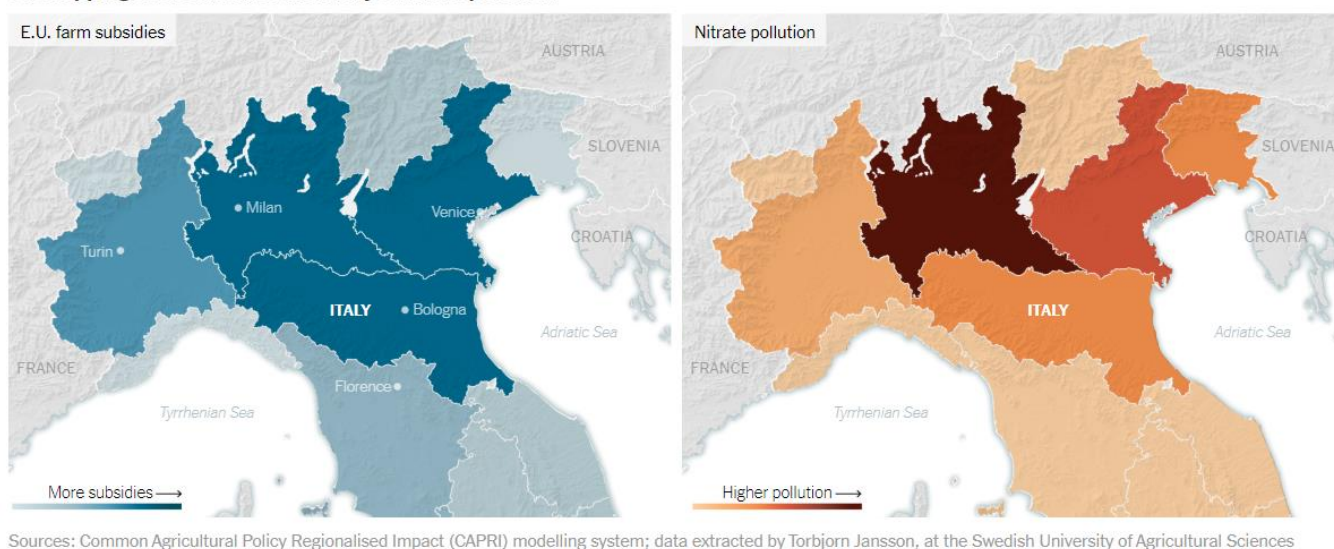 E.U. farm subsidies
AUSTRIA
SLOVENIA
Milan
Venice
CROATIA
Turin
ITALY
Bologna
Adriatic Sea
FRANCE
Florence
Tyrrhenian Sea
More subsidies →
Nitrate pollution
AUSTRIA
SLOVENIA
CROATIA
ITALY
Adriatic Sea
FRANCE
Tyrrhenian Sea
Higher pollution →
Sources: Common Agricultural Policy Regionalised Impact (CAPRI) modelling system; data extracted by Torbjorn Jansson, at the Swedish University of Agricultural Sciences